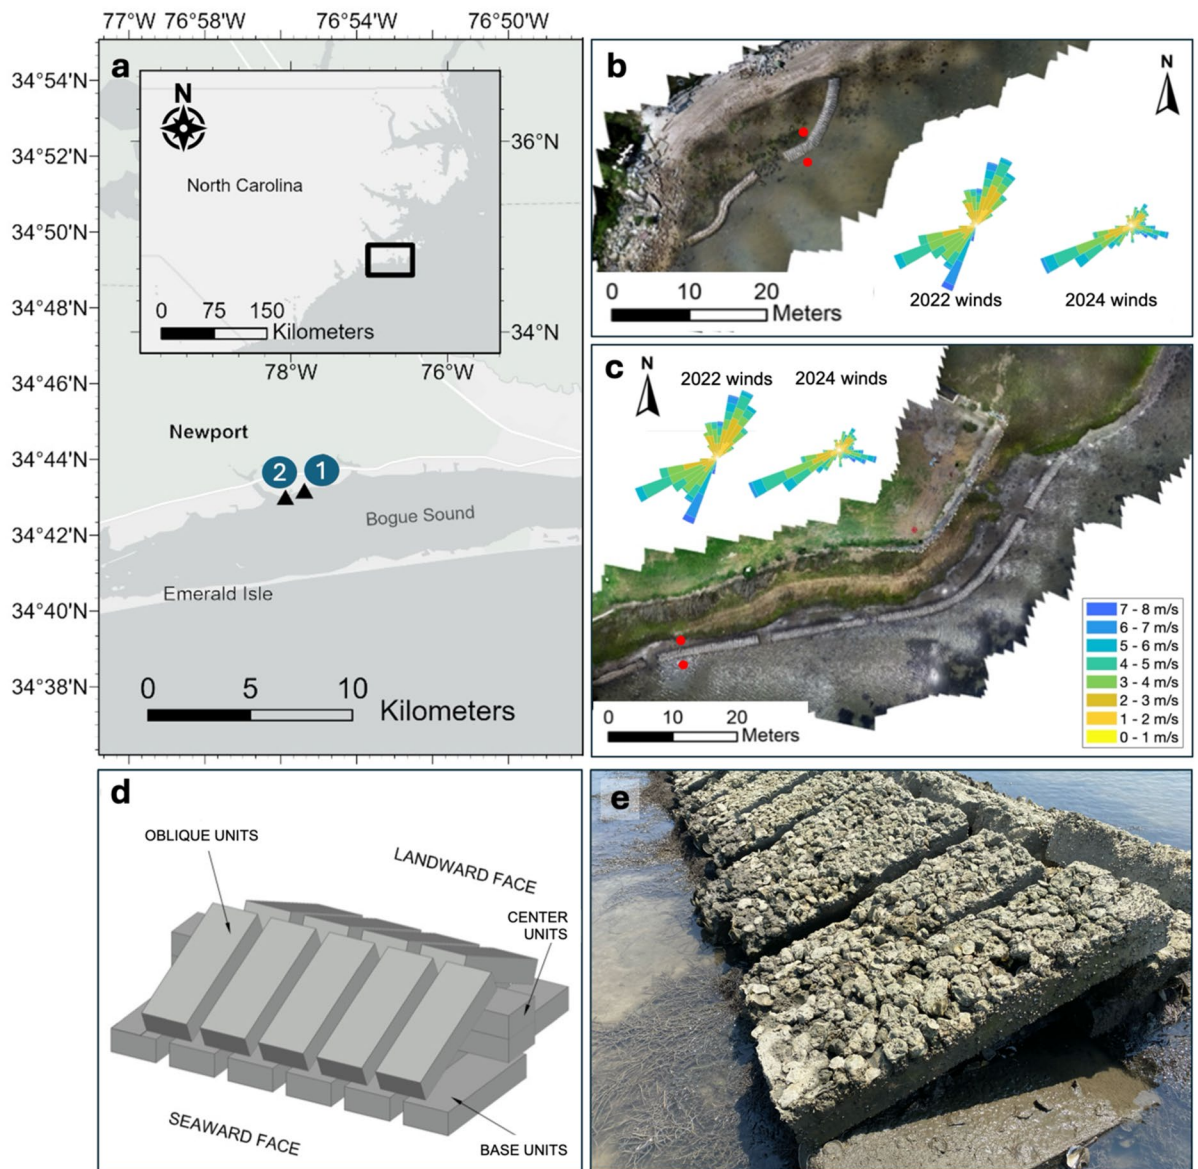 77°W 76°58'W 76°54'W 76°50'W
a
34°54'N
34°52'N
34°50'N
34°48'N
34°46'N
34°44'N
34°42'N
34°40'N
34°38'N
N
North Carolina
36°N
34°N
0 75 150
Kilometers
78°W 76°W
Newport
2 1
Bogue Sound
Emerald Isle
0 5 10
Kilometers
b
N
2022 winds 2024 winds
0 10 20
Meters
c
N
2022 winds 2024 winds
7 - 8 m/s
6 - 7 m/s
5 - 6 m/s
4 - 5 m/s
3 - 4 m/s
2 - 3 m/s
1 - 2 m/s
0 - 1 m/s
0 10 20
Meters
d
OBLIQUE UNITS
LANDWARD FACE
CENTER
UNITS
SEAWARD FACE
BASE UNITS
e